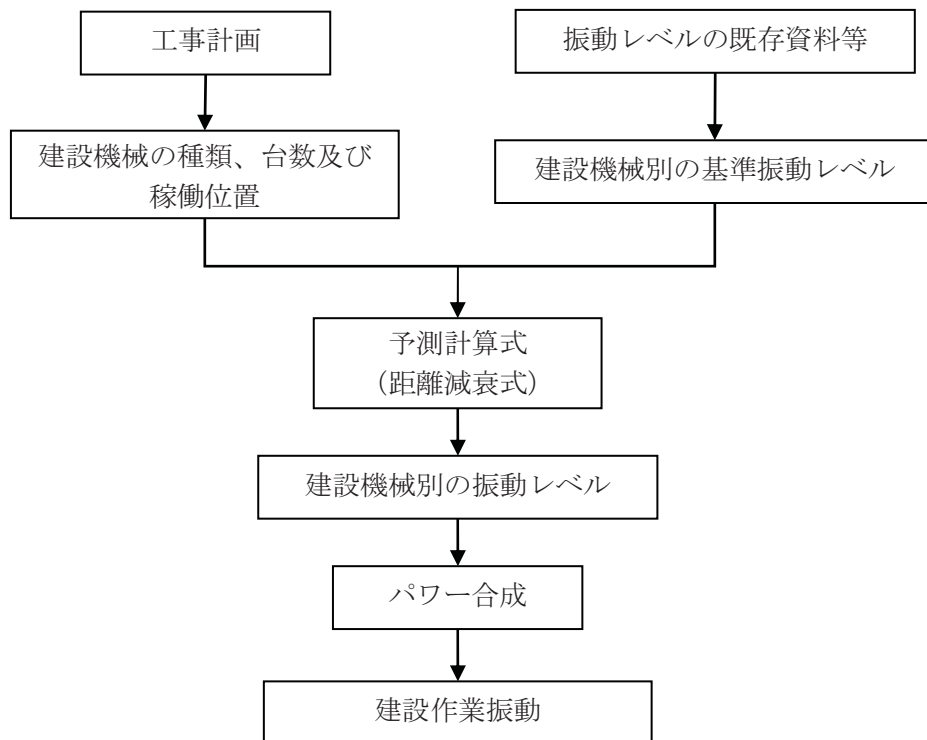 工事計画
振動レベルの既存資料等
建設機械の種類、台数及び
稼働位置
建設機械別の基準振動レベル
予測計算式
（距離減衰式）
建設機械別の振動レベル
パワー合成
建設作業振動